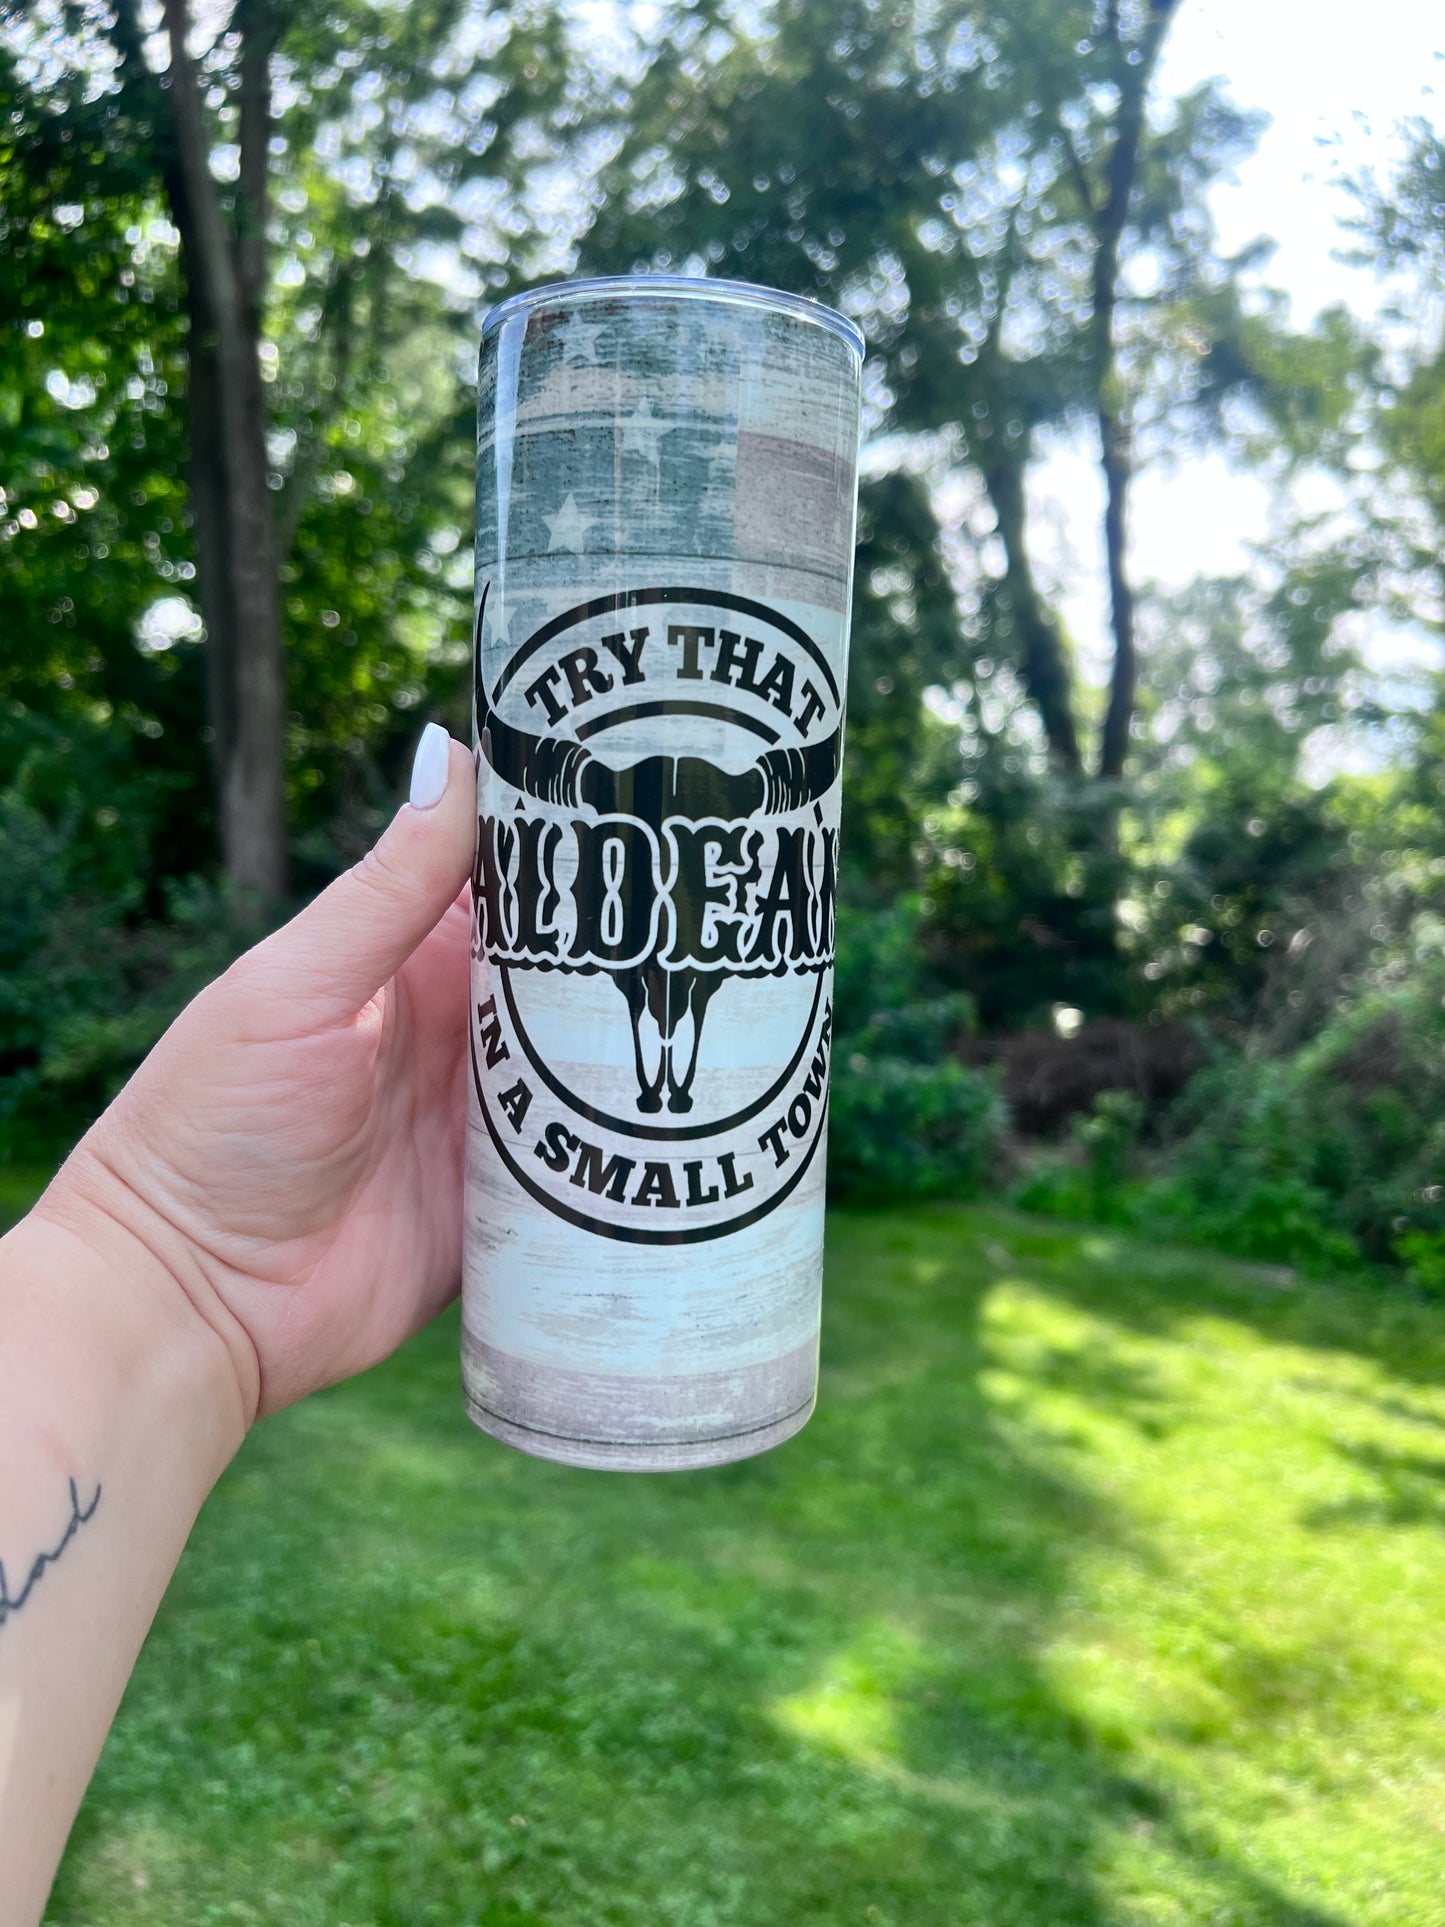 TRY THAT
ALDEAN
IN A SMALL TOWN